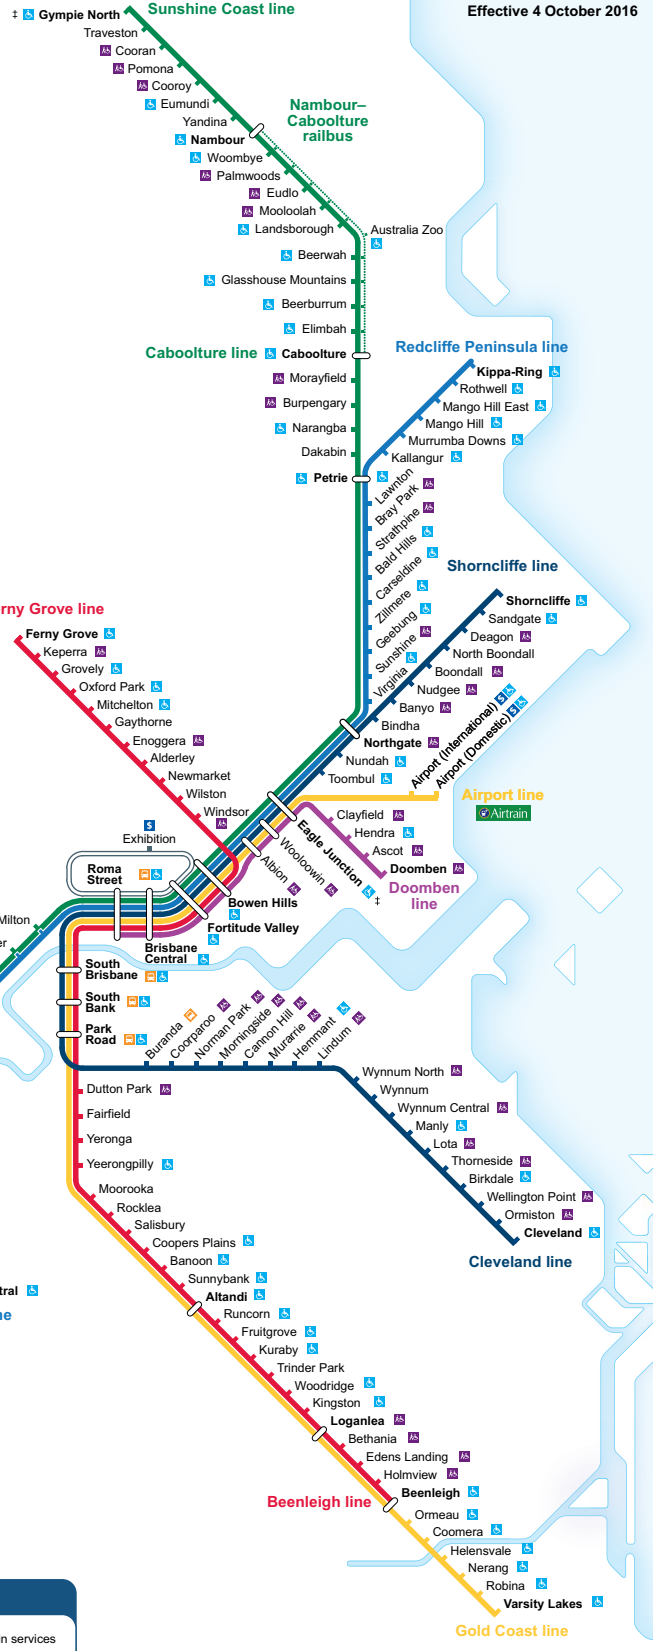 Effective 4 October 2016
Sunshine Coast line
‡ Gympie North
Traveston
Cooran
Pomona
Cooroy
Eumundi
Yandina
Nambour
Woombye
Palmwoods
Eudlo
Mooloolah
Landsborough
Nambour–
Caboolture
railbus
Australia Zoo
Beerwah
Glasshouse Mountains
Beerburrum
Elimbah
Caboolture line
Caboolture
Morayfield
Burpengary
Narangba
Dakabin
Petrie
Redcliffe Peninsula line
Kippa-Ring
Rothwell
Mango Hill East
Mango Hill
Murrumba Downs
Kallangur
Lawnton
Bray Park
Strathpine
Bald Hills
Carseldine
Zillmere
Geebung
Sunshine
Virginia
Shorncliffe line
Shorncliffe
Sandgate
Deagon
North Boondall
Boondall
Nudgee
Banyo
Bindha
Northgate
Nundah
Toombul
rny Grove line
Ferny Grove
Keperra
Grovely
Oxford Park
Mitchelton
Gaythorne
Enoggera
Alderley
Newmarket
Wilston
Windsor
Airport (International) $
Airport (Domestic) $
Airport line
Airtrain
Clayfield
Hendra
Ascot
Doomben
Doomben
line
Eagle Junction
‡
Wooloowin
Albion
$
Exhibition
Roma
Street
Bowen Hills
Fortitude Valley
Brisbane
Central
Milton
er
South
Brisbane
South
Bank
Park
Road
Buranda
Coorparoo
Norman Park
Morningside
Cannon Hill
Murarrie
Hemmant
Lindum
Wynnum North
Wynnum
Wynnum Central
Manly
Lota
Thorneside
Birkdale
Wellington Point
Ormiston
Cleveland
Cleveland line
Dutton Park
Fairfield
Yeronga
Yeerongpilly
Moorooka
Rocklea
Salisbury
Coopers Plains
Banoon
Sunnybank
Altandi
Runcorn
Fruitgrove
Kuraby
Trinder Park
Woodridge
Kingston
Loganlea
Bethania
Edens Landing
Holmview
Beenleigh
Beenleigh line
Ormeau
Coomera
Helensvale
Nerang
Robina
Varsity Lakes
Gold Coast line
tral
ne
n services